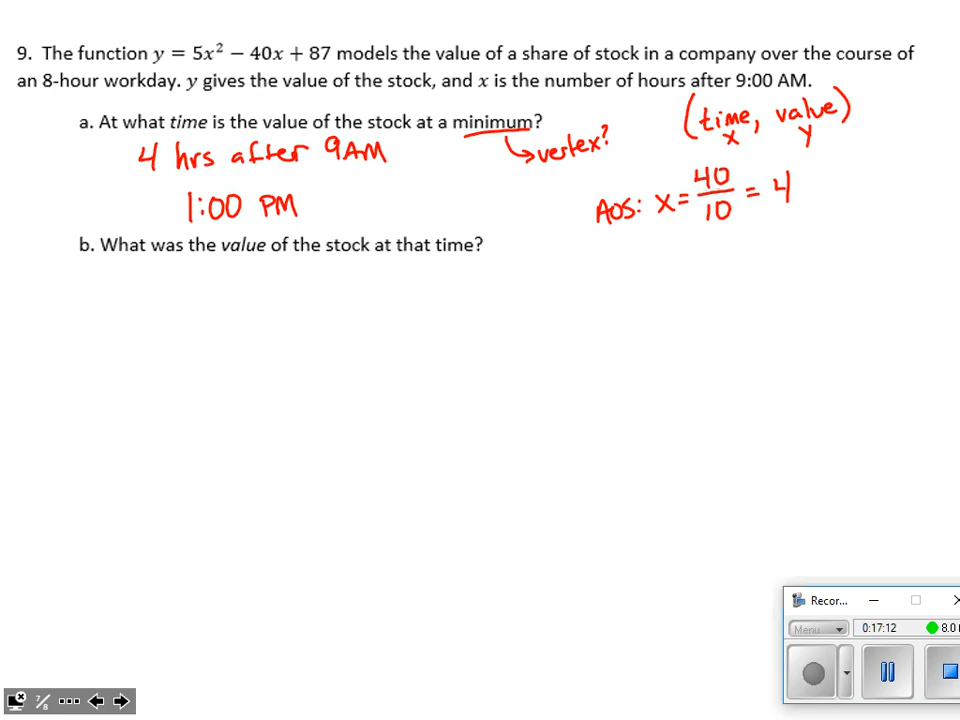 9. The function y = 5x² − 40x + 87 models the value of a share of stock in a company over the course of
an 8-hour workday. y gives the value of the stock, and x is the number of hours after 9:00 AM.
a. At what time is the value of the stock at a minimum?
(time, value)
x y
→vertex?
4 hrs after 9AM
AOS: x = 40/10 = 4
1:00 PM
b. What was the value of the stock at that time?
Recor...
Menu
0:17:12
8.0
7/8